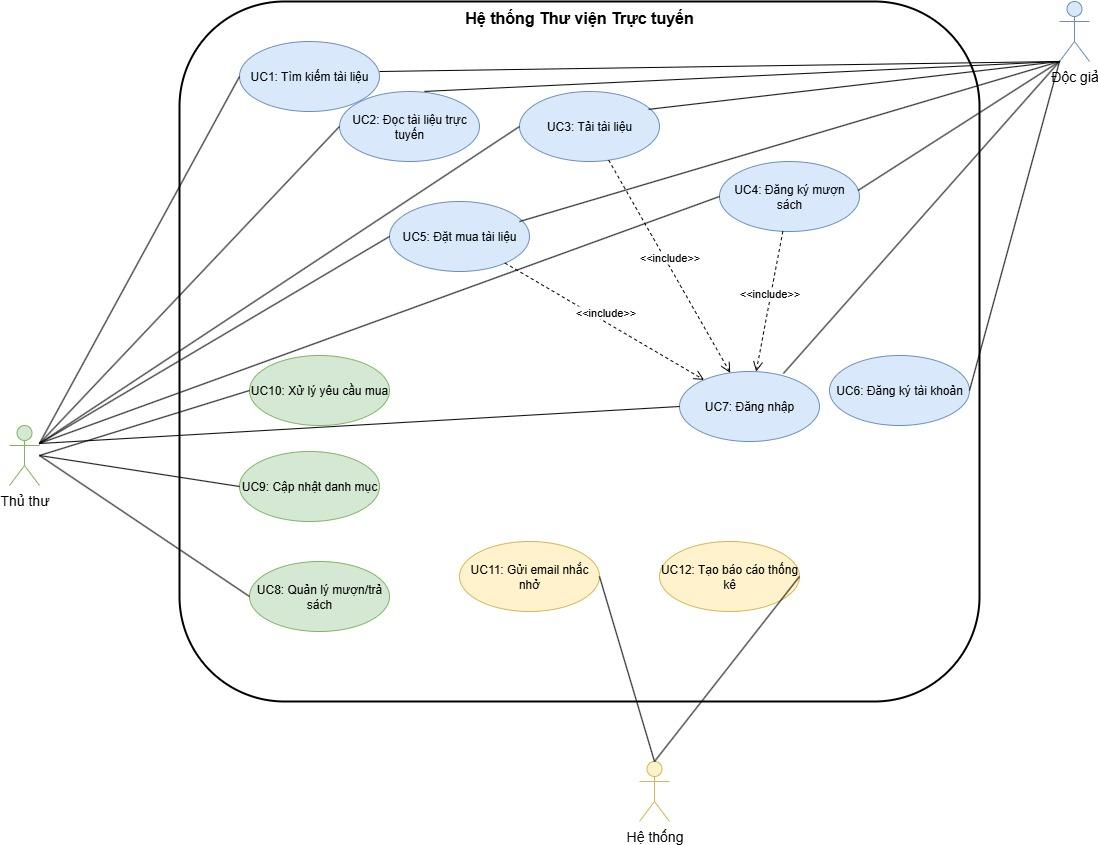 Hệ thống Thư viện Trực tuyến
Độc giả
UC1: Tìm kiếm tài liệu
UC2: Đọc tài liệu trực
tuyến
UC3: Tải tài liệu
UC4: Đăng ký mượn
sách
UC5: Đặt mua tài liệu
<<include>>
<<include>>
<<include>>
UC10: Xử lý yêu cầu mua
UC7: Đăng nhập
UC6: Đăng ký tài khoản
Thủ thư
UC9: Cập nhật danh mục
UC8: Quản lý mượn/trả
sách
UC11: Gửi email nhắc
nhở
UC12: Tạo báo cáo thống
kê
Hệ thống